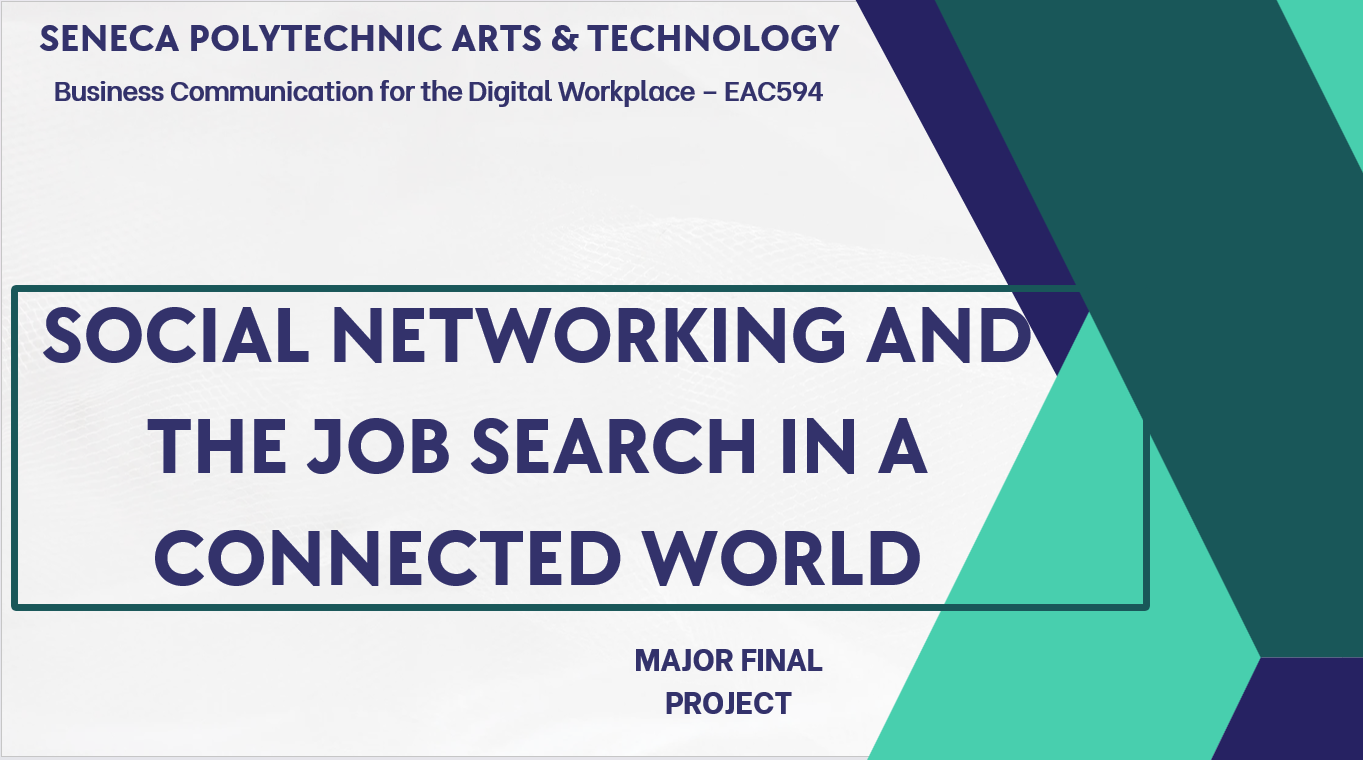 SENECA POLYTECHNIC ARTS & TECHNOLOGY
Business Communication for the Digital Workplace – EAC594
SOCIAL NETWORKING AND
THE JOB SEARCH IN A
CONNECTED WORLD
MAJOR FINAL
PROJECT